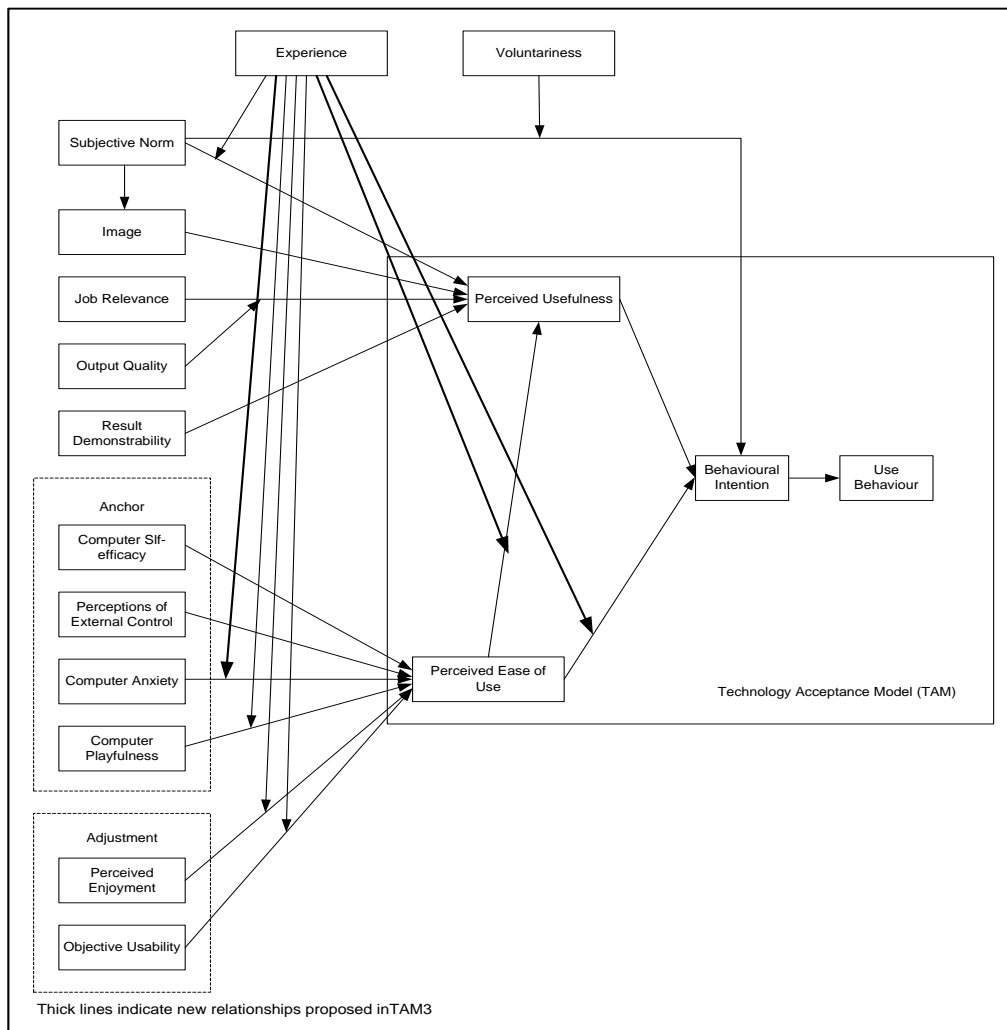 Experience
Voluntariness
Subjective Norm
Image
Job Relevance
Perceived Usefulness
Output Quality
Result
Demonstrability
Behavioural
Intention
Use
Behaviour
Anchor
Computer Slf-
efficacy
Perceptions of
External Control
Computer Anxiety
Perceived Ease of
Use
Technology Acceptance Model (TAM)
Computer
Playfulness
Adjustment
Perceived
Enjoyment
Objective Usability
Thick lines indicate new relationships proposed inTAM3